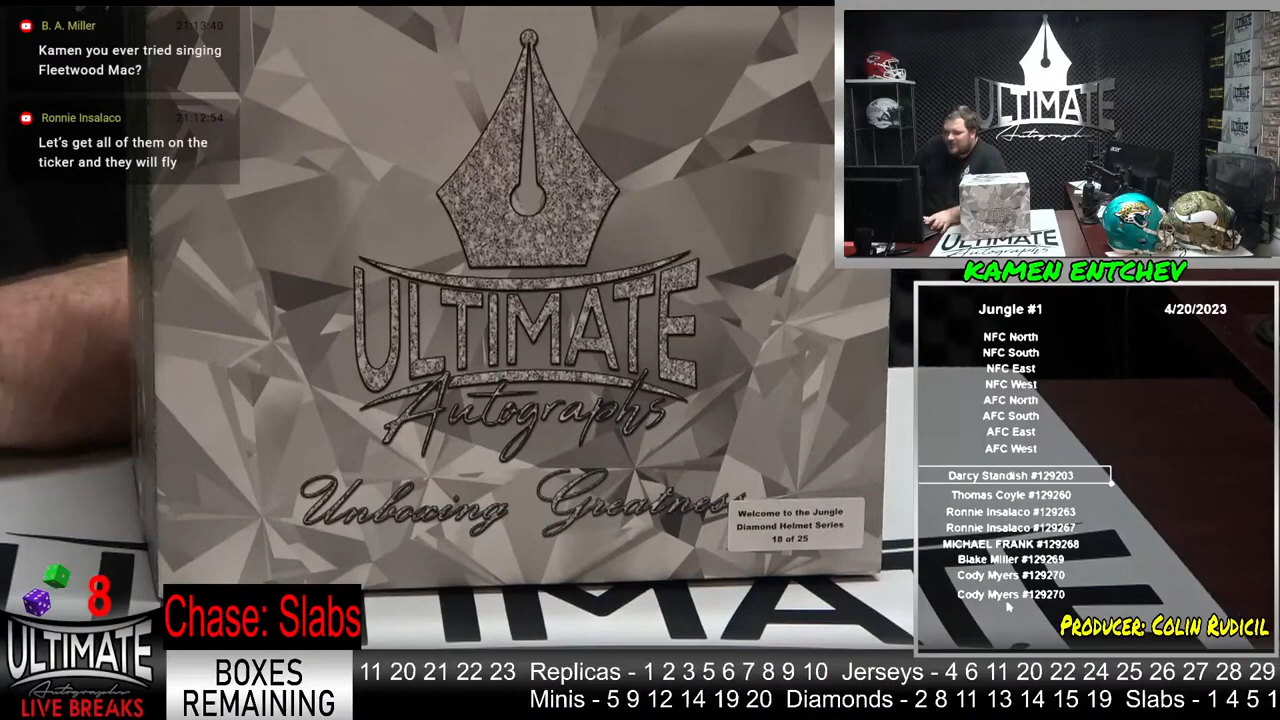 B. A. Miller 21:13:40
Kamen you ever tried singing
Fleetwood Mac?
Ronnie Insalaco 21:12:54
Let's get all of them on the
ticker and they will fly
ULTIMATE
Autographs
Unboxing Greatness
Welcome to the Jungle
Diamond Helmet Series
18 of 25
ULTIMATE
Autographs
acer
ULTIMATE
KAMEN ENTCHEV
Jungle #1 4/20/2023
NFC North
NFC South
NFC East
NFC West
AFC North
AFC South
AFC East
AFC West
Darcy Standish #129203
Thomas Coyle #129260
Ronnie Insalaco #129263
Ronnie Insalaco #129267
MICHAEL FRANK #129268
Blake Miller #129269
Cody Myers #129270
Cody Myers #129270
PRODUCER: COLIN RUDICIL
8
ULTIMATE
Autographs
LIVE BREAKS
Chase: Slabs
BOXES
REMAINING
11 20 21 22 23 Replicas - 1 2 3 5 6 7 8 9 10 Jerseys - 4 6 11 20 22 24 25 26 27 28 29
Minis - 5 9 12 14 19 20 Diamonds - 2 8 11 13 14 15 19 Slabs - 1 4 5 1